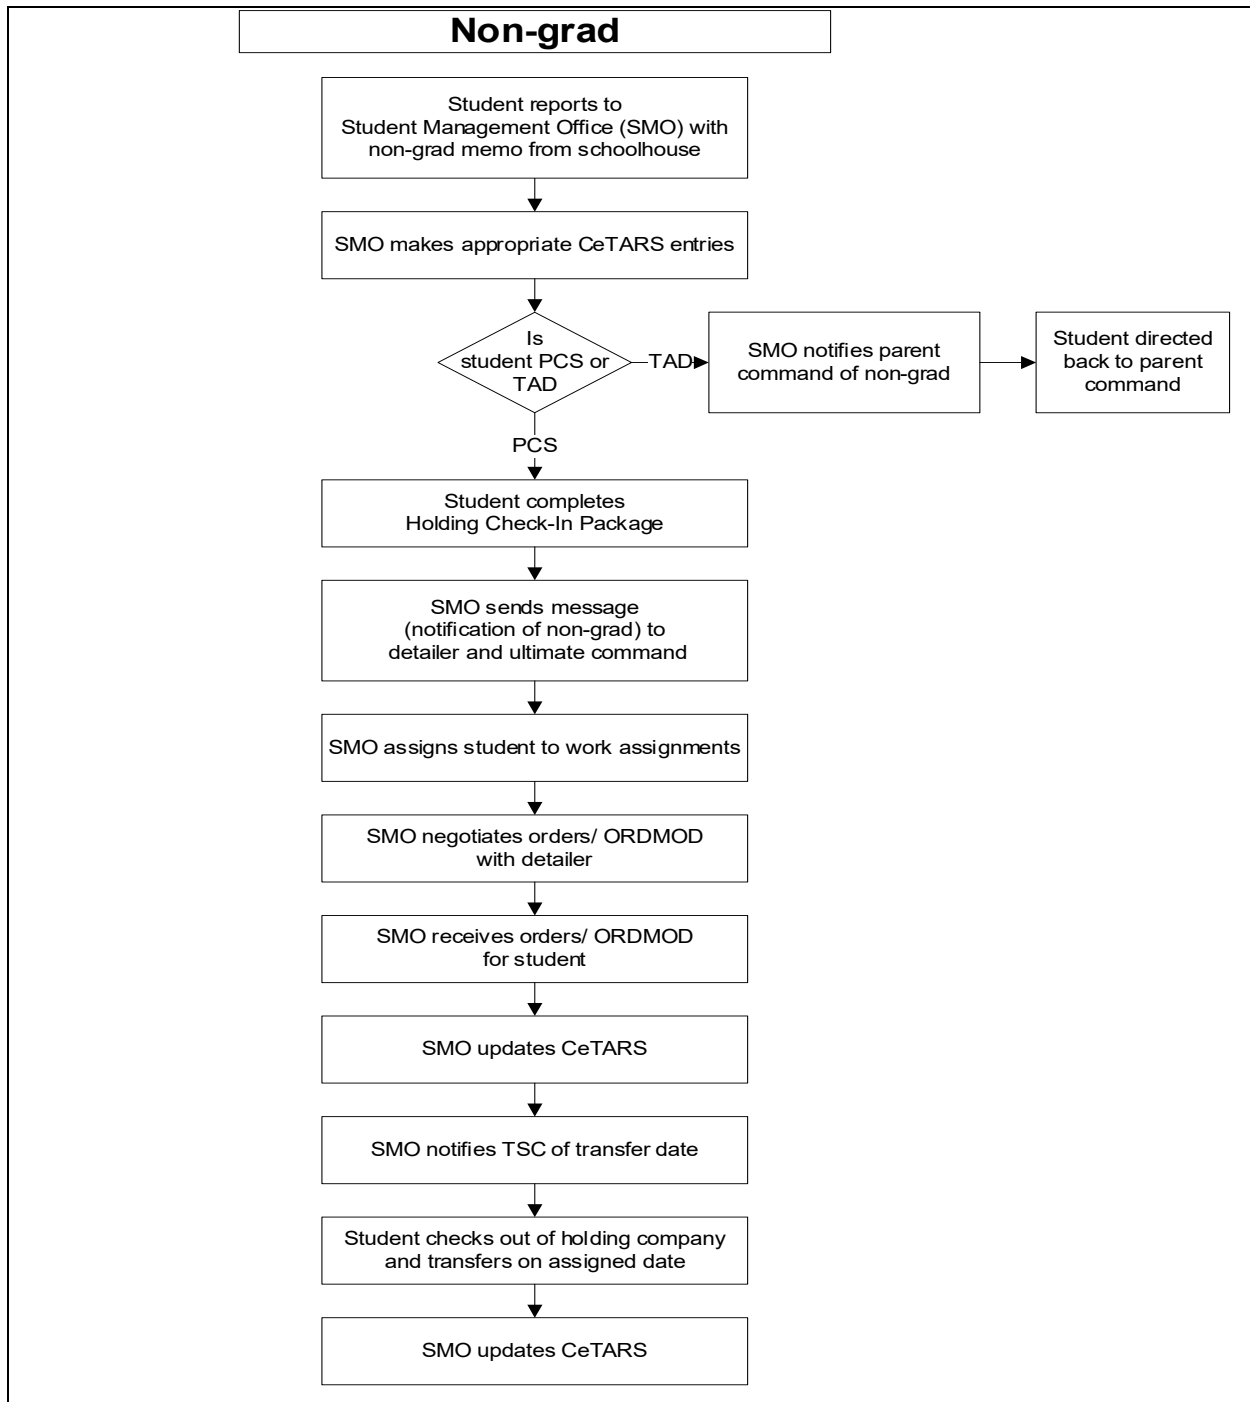 Non-grad
Student reports to
Student Management Office (SMO) with
non-grad memo from schoolhouse
SMO makes appropriate CeTARS entries
Is
student PCS or
TAD
TAD
SMO notifies parent
command of non-grad
Student directed
back to parent
command
PCS
Student completes
Holding Check-In Package
SMO sends message
(notification of non-grad) to
detailer and ultimate command
SMO assigns student to work assignments
SMO negotiates orders/ ORDMOD
with detailer
SMO receives orders/ ORDMOD
for student
SMO updates CeTARS
SMO notifies TSC of transfer date
Student checks out of holding company
and transfers on assigned date
SMO updates CeTARS